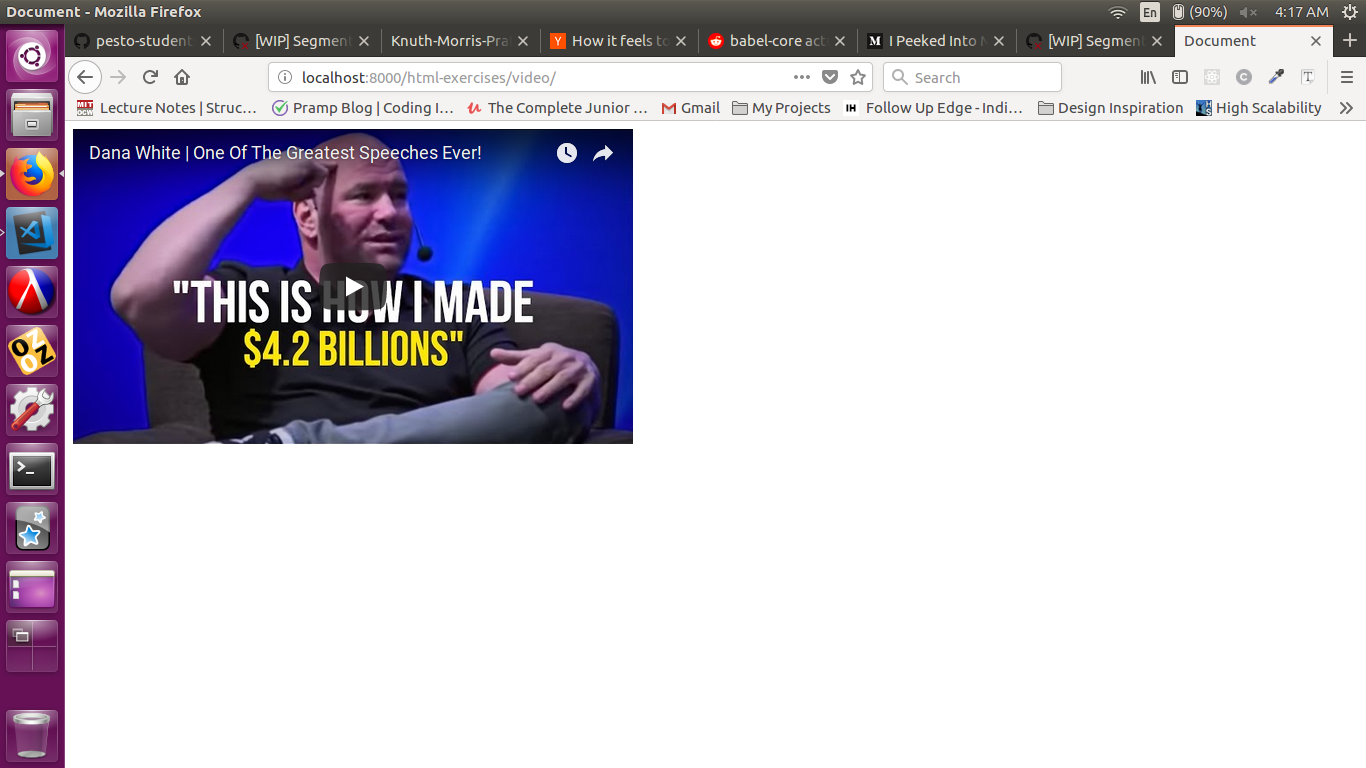 Document - Mozilla Firefox
En (90%) 4:17 AM
pesto-student [WIP] Segment Knuth-Morris-Pra Y How it feels to babel-core act M I Peeked Into M [WIP] Segment Document
localhost:8000/html-exercises/video/ Search
MIT OCW Lecture Notes | Struc... Pramp Blog | Coding I... The Complete Junior ... Gmail My Projects IH Follow Up Edge - Indi... Design Inspiration High Scalability
Dana White | One Of The Greatest Speeches Ever!
"THIS IS HOW I MADE
$4.2 BILLIONS"